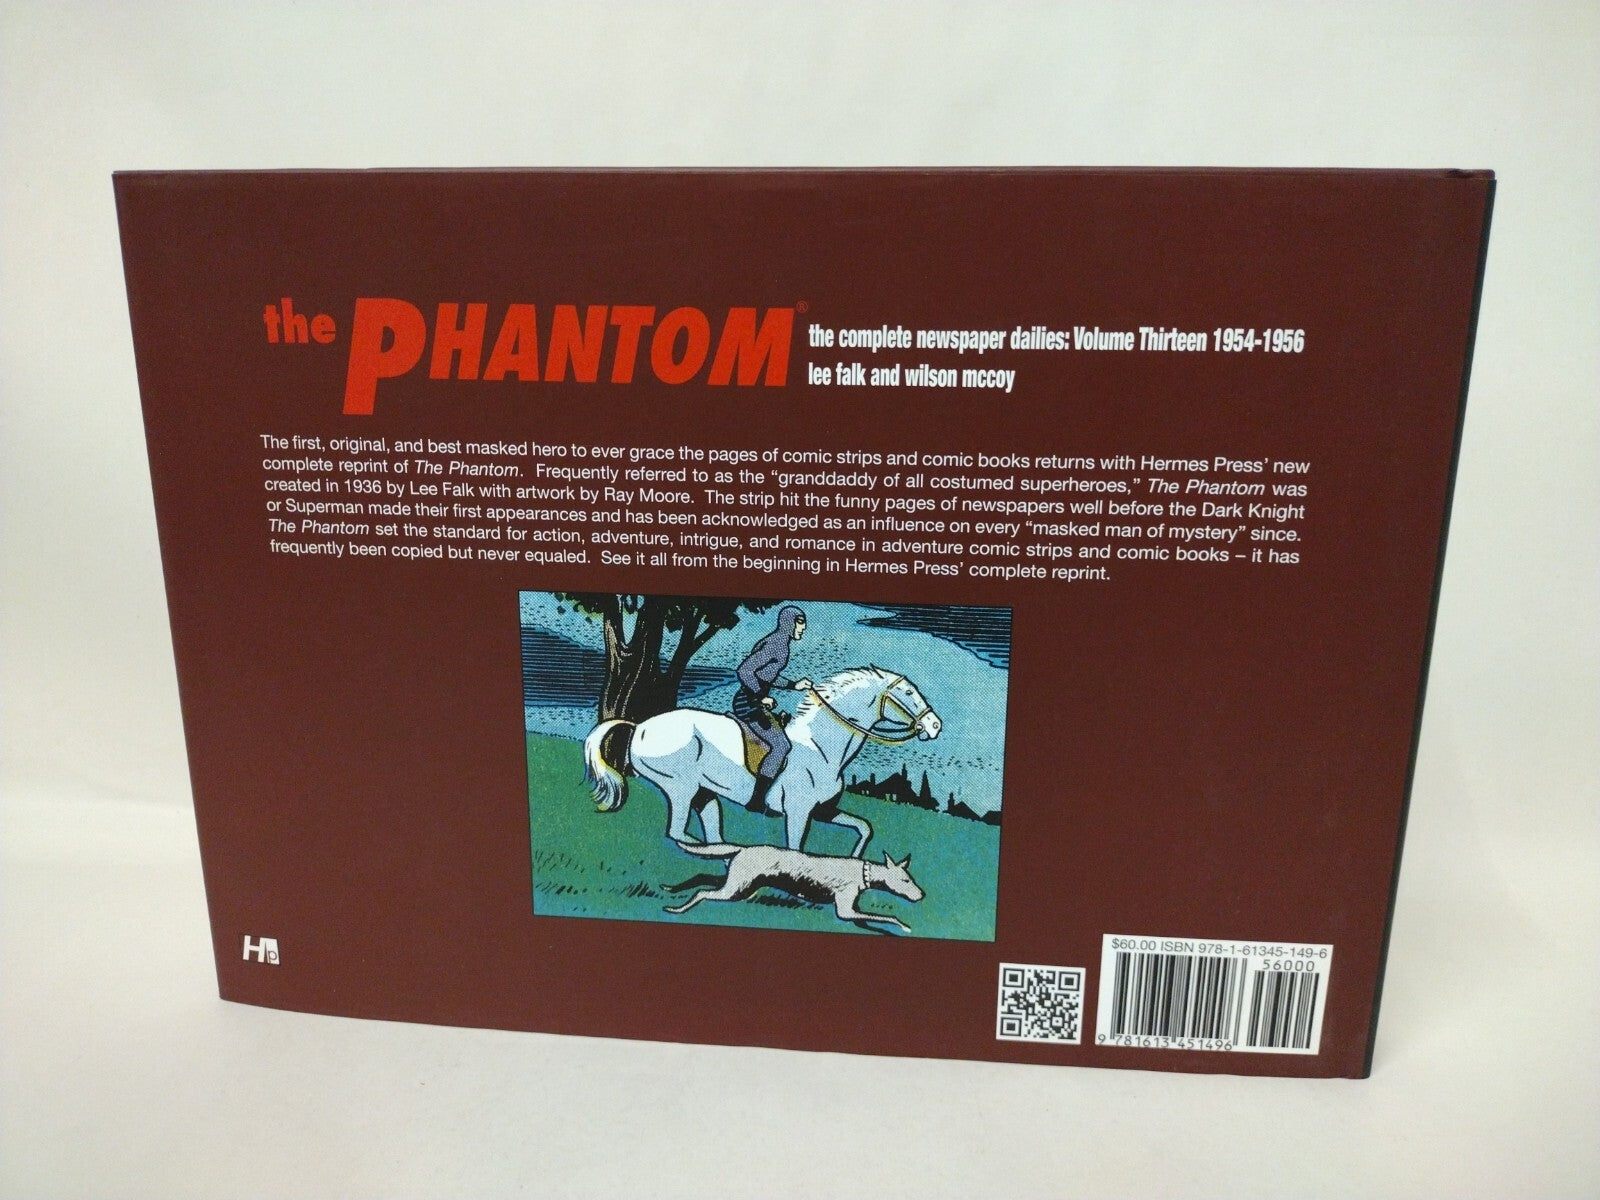 the PHANTOM®
the complete newspaper dailies: Volume Thirteen 1954-1956
lee falk and wilson mccoy
The first, original, and best masked hero to ever grace the pages of comic strips and comic books returns with Hermes Press' new
complete reprint of The Phantom. Frequently referred to as the "granddaddy of all costumed superheroes," The Phantom was
created in 1936 by Lee Falk with artwork by Ray Moore. The strip hit the funny pages of newspapers well before the Dark Knight
or Superman made their first appearances and has been acknowledged as an influence on every "masked man of mystery" since.
The Phantom set the standard for action, adventure, intrigue, and romance in adventure comic strips and comic books – it has
frequently been copied but never equaled. See it all from the beginning in Hermes Press' complete reprint.
Hp
$60.00 ISBN 978-1-61345-149-6
56000
9 781613 451496